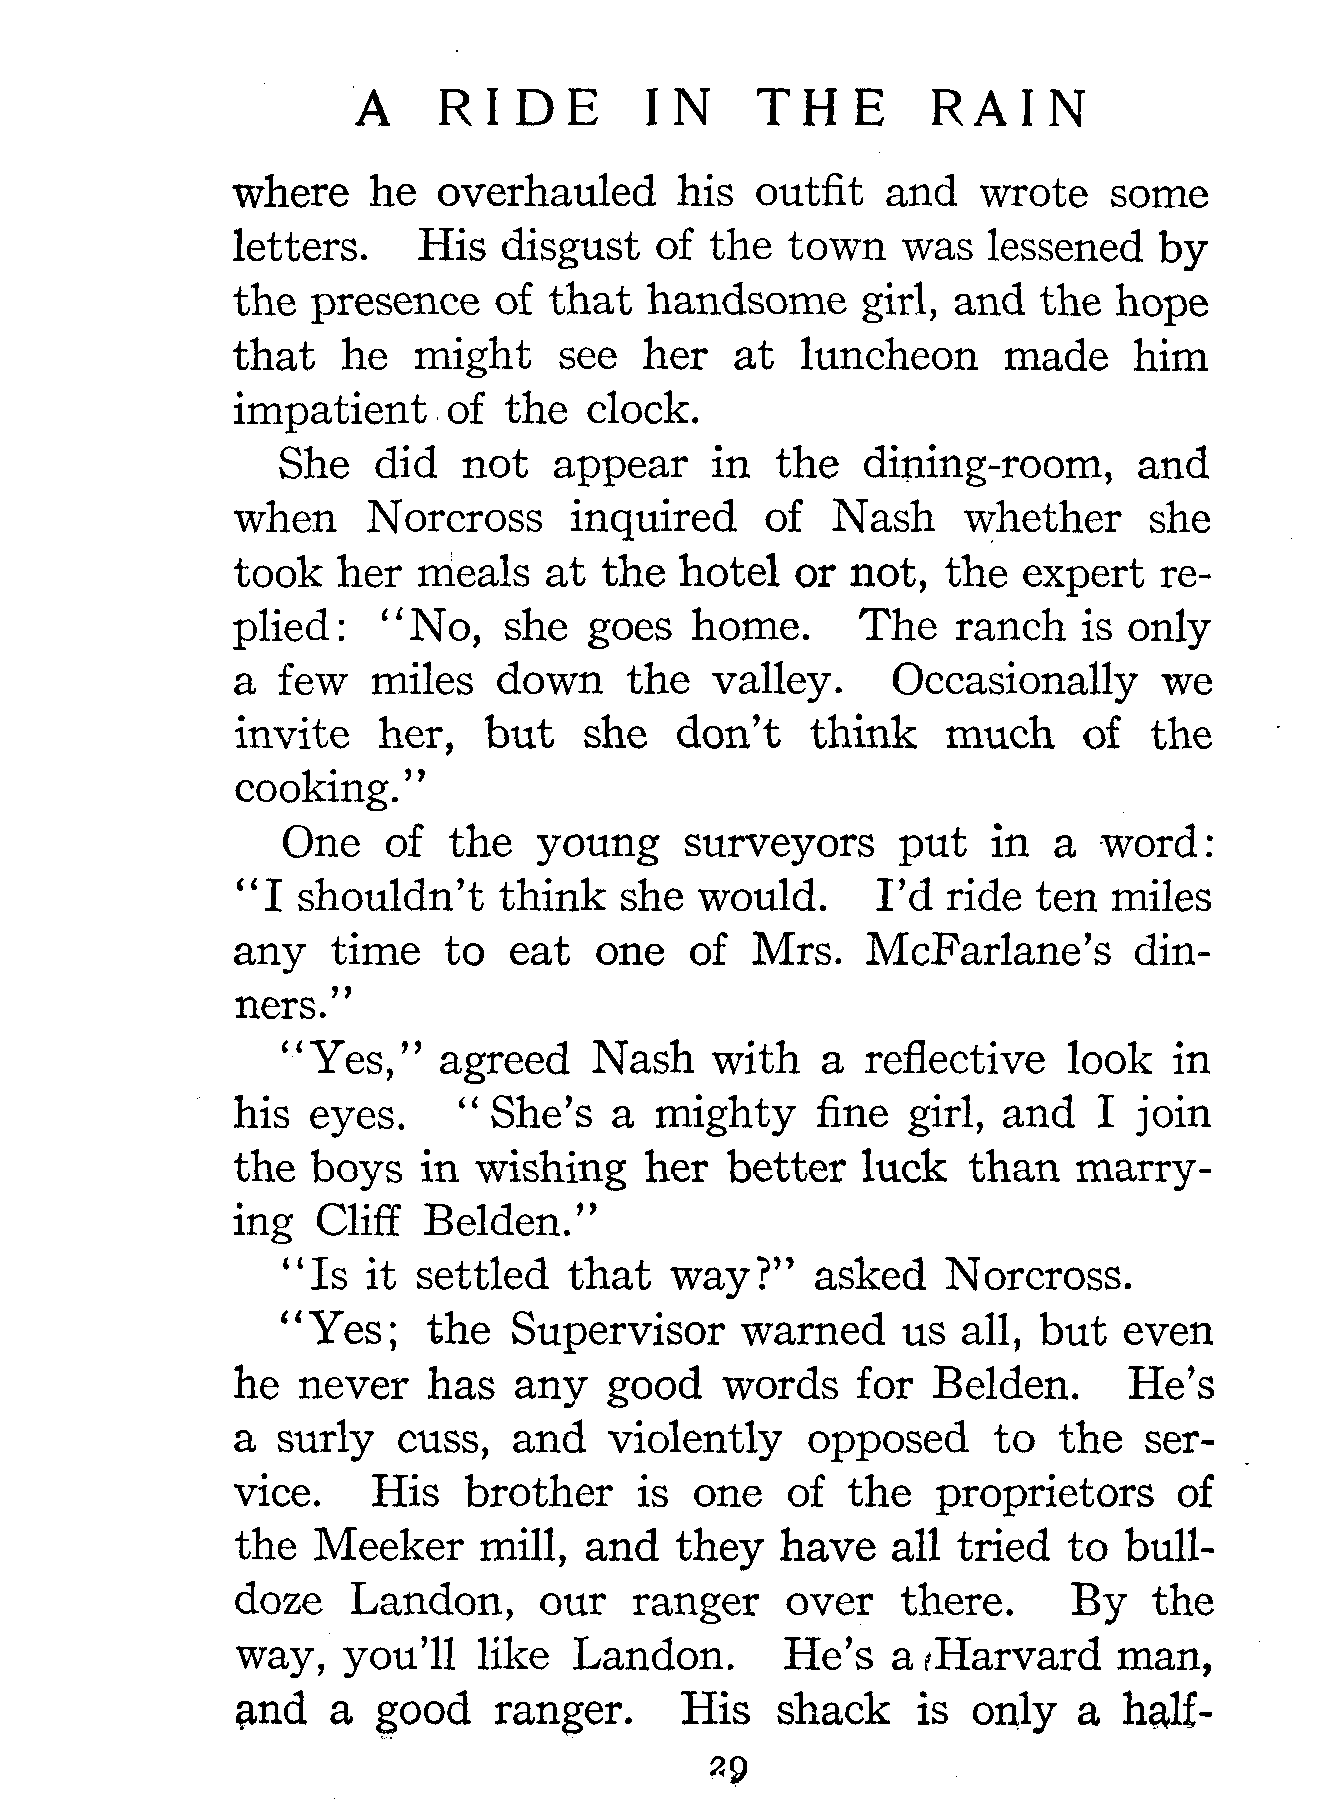 A RIDE IN THE RAIN
where he overhauled his outfit and wrote some
letters. His disgust of the town was lessened by
the presence of that handsome girl, and the hope
that he might see her at luncheon made him
impatient of the clock.
She did not appear in the dining-room, and
when Norcross inquired of Nash whether she
took her meals at the hotel or not, the expert re-
plied: “No, she goes home. The ranch is only
a few miles down the valley. Occasionally we
invite her, but she don’t think much of the
cooking.”
One of the young surveyors put in a word:
“I shouldn’t think she would. I’d ride ten miles
any time to eat one of Mrs. McFarlane’s din-
ners.”
“Yes,” agreed Nash with a reflective look in
his eyes. “She’s a mighty fine girl, and I join
the boys in wishing her better luck than marry-
ing Cliff Belden.”
“Is it settled that way?” asked Norcross.
“Yes; the Supervisor warned us all, but even
he never has any good words for Belden. He’s
a surly cuss, and violently opposed to the ser-
vice. His brother is one of the proprietors of
the Meeker mill, and they have all tried to bull-
doze Landon, our ranger over there. By the
way, you’ll like Landon. He’s a Harvard man,
and a good ranger. His shack is only a half-
29